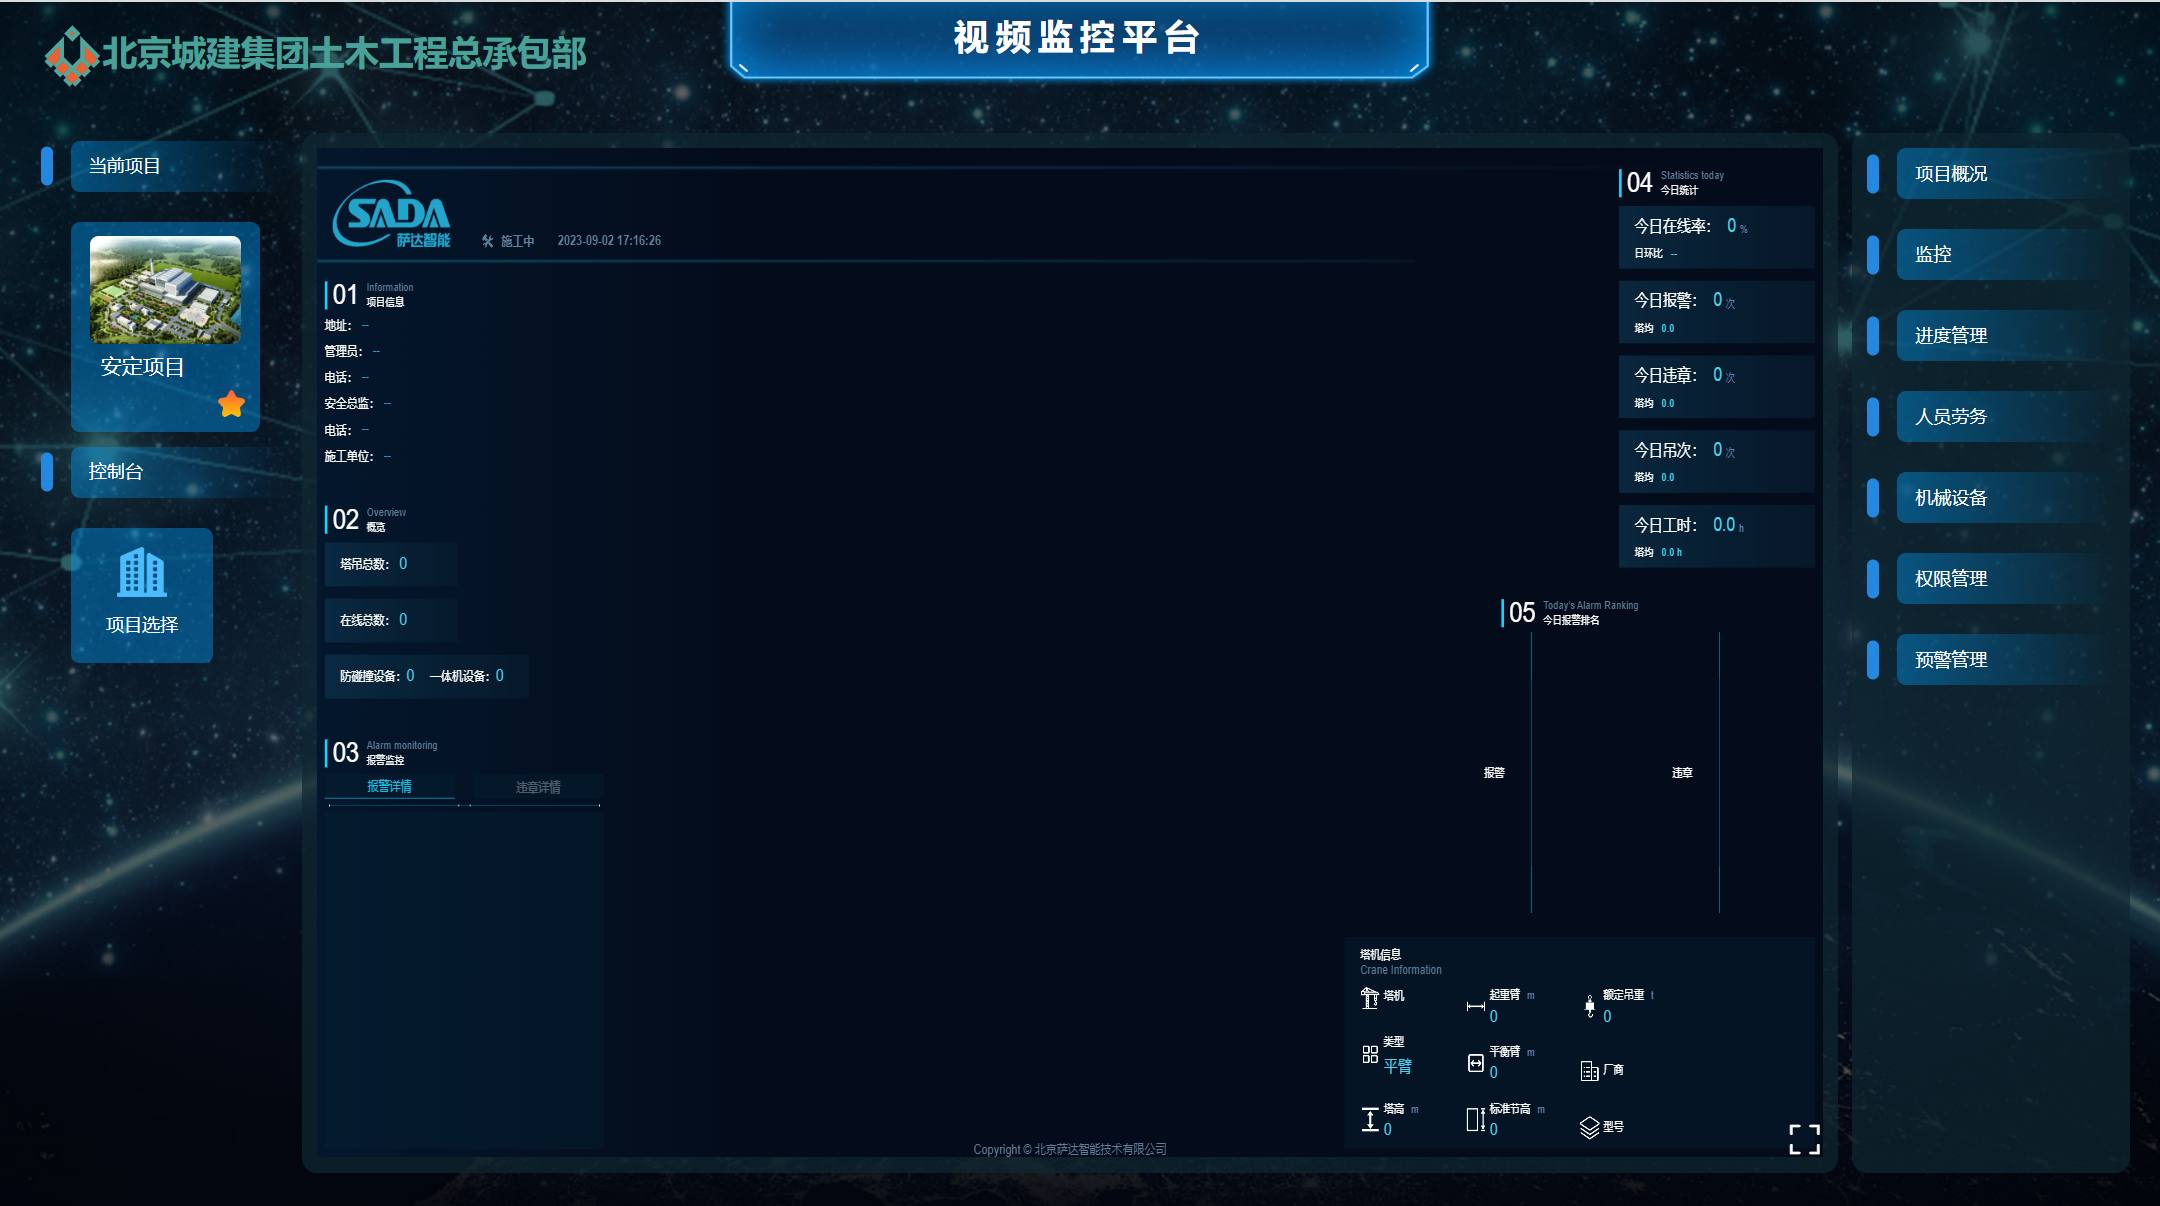 北京城建集团土木工程总承包部
视频监控平台
当前项目
安定项目
控制台
项目选择
SADA
萨达智能
施工中 2023-09-02 17:16:26
01 Information
项目信息
地址： --
管理员： --
电话： --
安全总监： --
电话： --
施工单位： --
02 Overview
概览
塔吊总数： 0
在线总数： 0
防碰撞设备： 0 一体机设备： 0
03 Alarm monitoring
报警监控
报警详情 违章详情
04 Statistics today
今日统计
今日在线率： 0 %
日环比 --
今日报警： 0 次
塔均 0.0
今日违章： 0 次
塔均 0.0
今日吊次： 0 次
塔均 0.0
今日工时： 0.0 h
塔均 0.0 h
05 Today's Alarm Ranking
今日报警排名
报警 违章
塔机信息
Crane Information
塔机 起重臂 m 额定吊重 t
0 0
类型 平衡臂 m 厂商
平臂 0
塔高 m 标准节高 m 型号
0 0
Copyright © 北京萨达智能技术有限公司
项目概况
监控
进度管理
人员劳务
机械设备
权限管理
预警管理